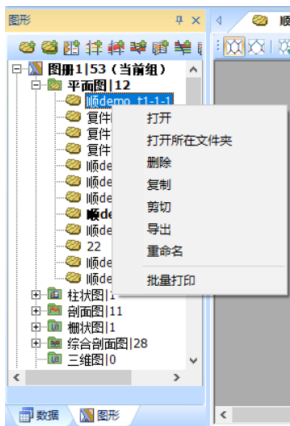 图形
顺
图册1|53（当前组）
平面图|12
顺demo_t1-1-1
复件
复件
复件
顺de
顺de
顺de
顺de
22
顺de
顺de
柱状图|1
剖面图|11
栅状图|1
综合剖面图|28
三维图|0
打开
打开所在文件夹
删除
复制
剪切
导出
重命名
批量打印
数据
图形